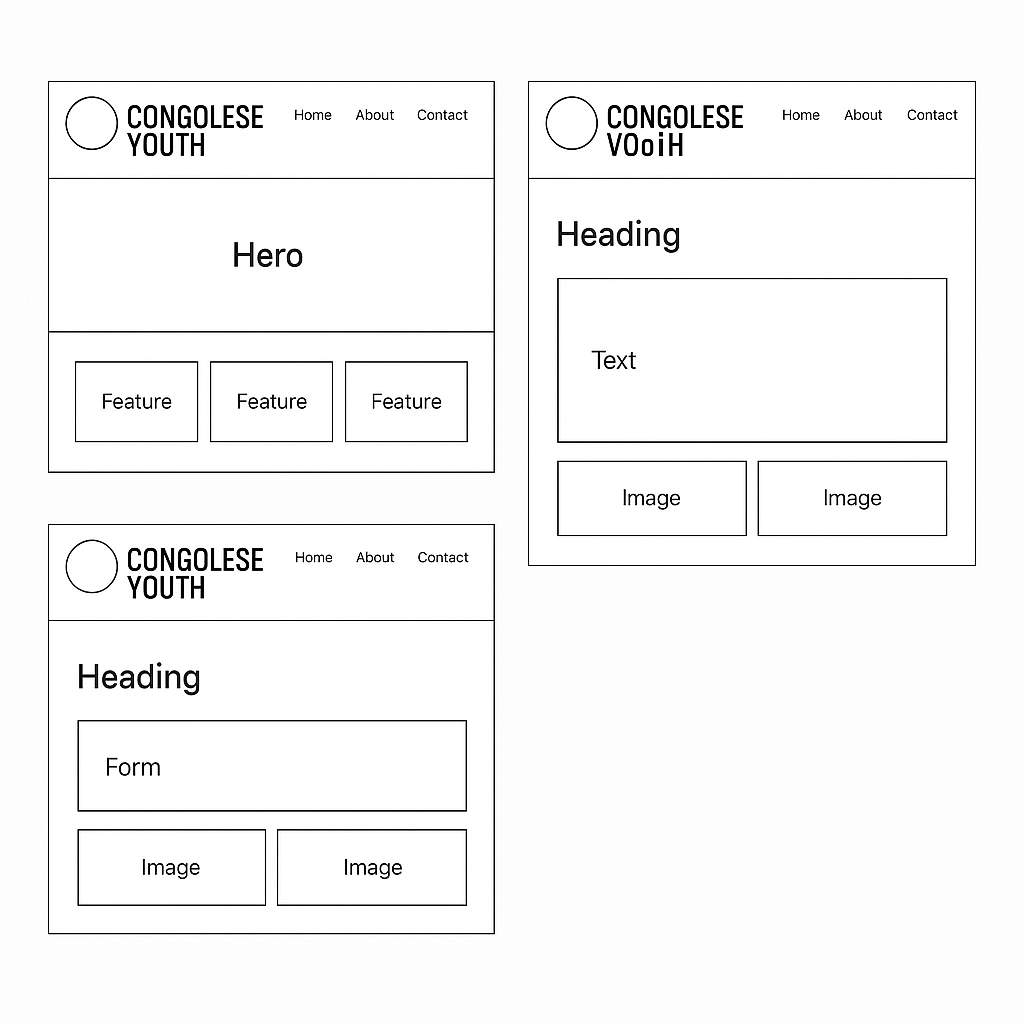 CONGOLESE
YOUTH
Home About Contact
Hero
Feature Feature Feature
CONGOLESE
VOoiH
Home About Contact
Heading
Text
Image Image
CONGOLESE
YOUTH
Home About Contact
Heading
Form
Image Image